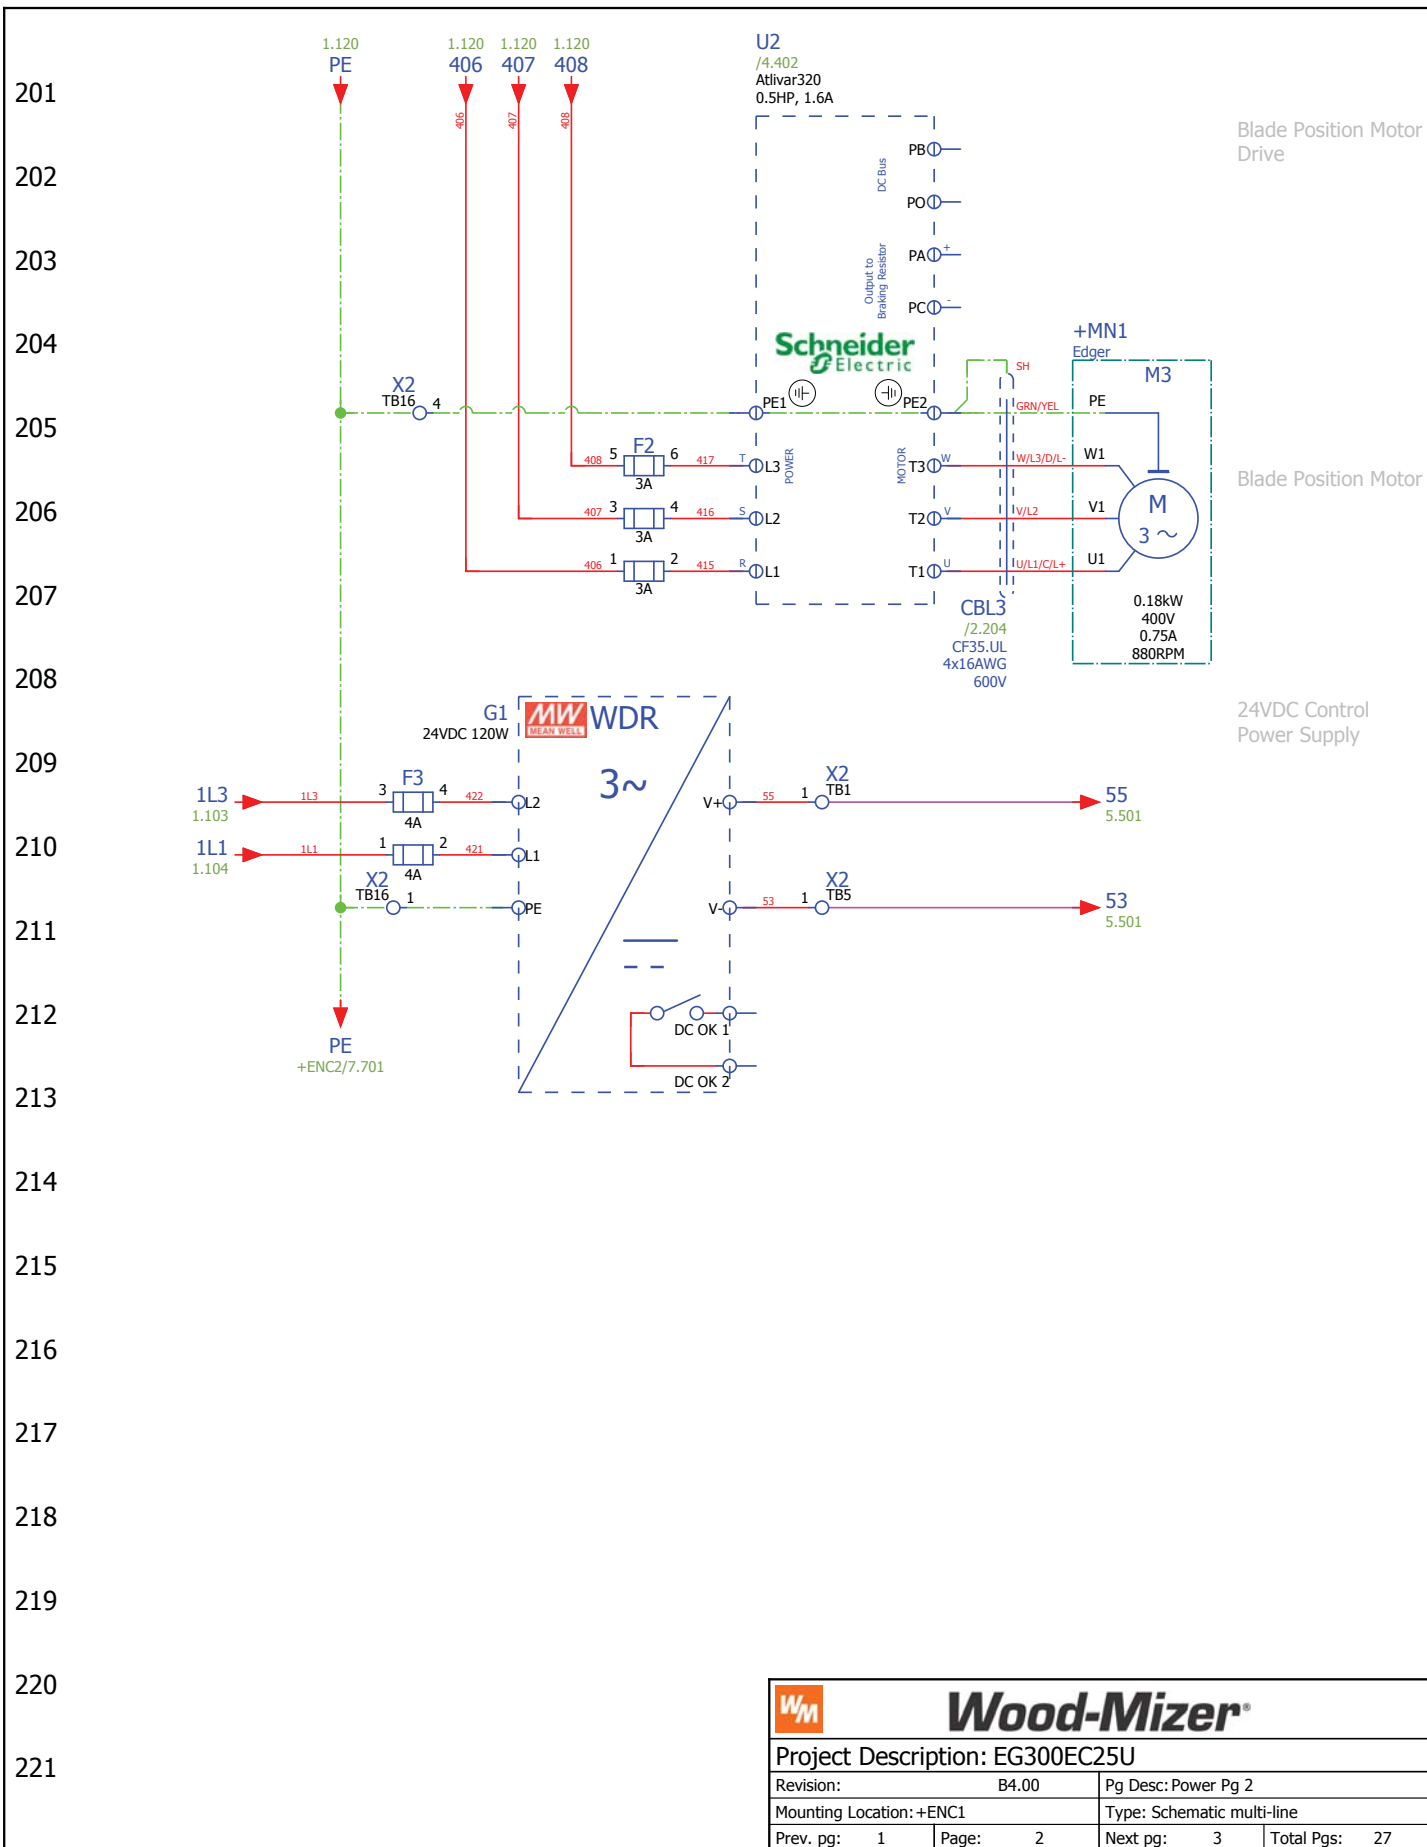 1.120 1.120 1.120 1.120
PE 406 407 408
U2
/4.402
Atlivar320
0.5HP, 1.6A
201
406 407 408
Blade Position Motor
Drive
PB
202
DC Bus
PO
203
PA +
Output to
Braking Resistor
PC -
204
Schneider
Electric
+MN1
Edger
SH
M3
X2
TB16 4
PE1 PE2 GRN/YEL PE
205
F2
408 5 6 417 T L3 POWER MOTOR T3 W W/L3/D/L- W1
3A
Blade Position Motor
206
407 3 4 416 S L2 T2 V V/L2 V1
3A
M
3 ~
406 1 2 415 R L1 T1 U U/L1/C/L+ U1
3A
207
CBL3
/2.204
CF35.UL
4x16AWG
600V
0.18kW
400V
0.75A
880RPM
208
G1
24VDC 120W
MW
MEAN WELL
WDR
24VDC Control
Power Supply
209
3~
1L3 1L3 3 F3 4 422 L2
1.103
4A
V+ 55 1 X2 TB1 55
5.501
210
1L1 1L1 1 2 421 L1
1.104
4A
X2
TB16 1 PE
V- 53 1 X2 TB5 53
5.501
211
212
DC OK 1
PE
+ENC2/7.701
DC OK 2
213
214
215
216
217
218
219
220
221
WM
Wood-Mizer®
Project Description: EG300EC25U
Revision: B4.00 Pg Desc: Power Pg 2
Mounting Location: +ENC1 Type: Schematic multi-line
Prev. pg: 1 Page: 2 Next pg: 3 Total Pgs: 27